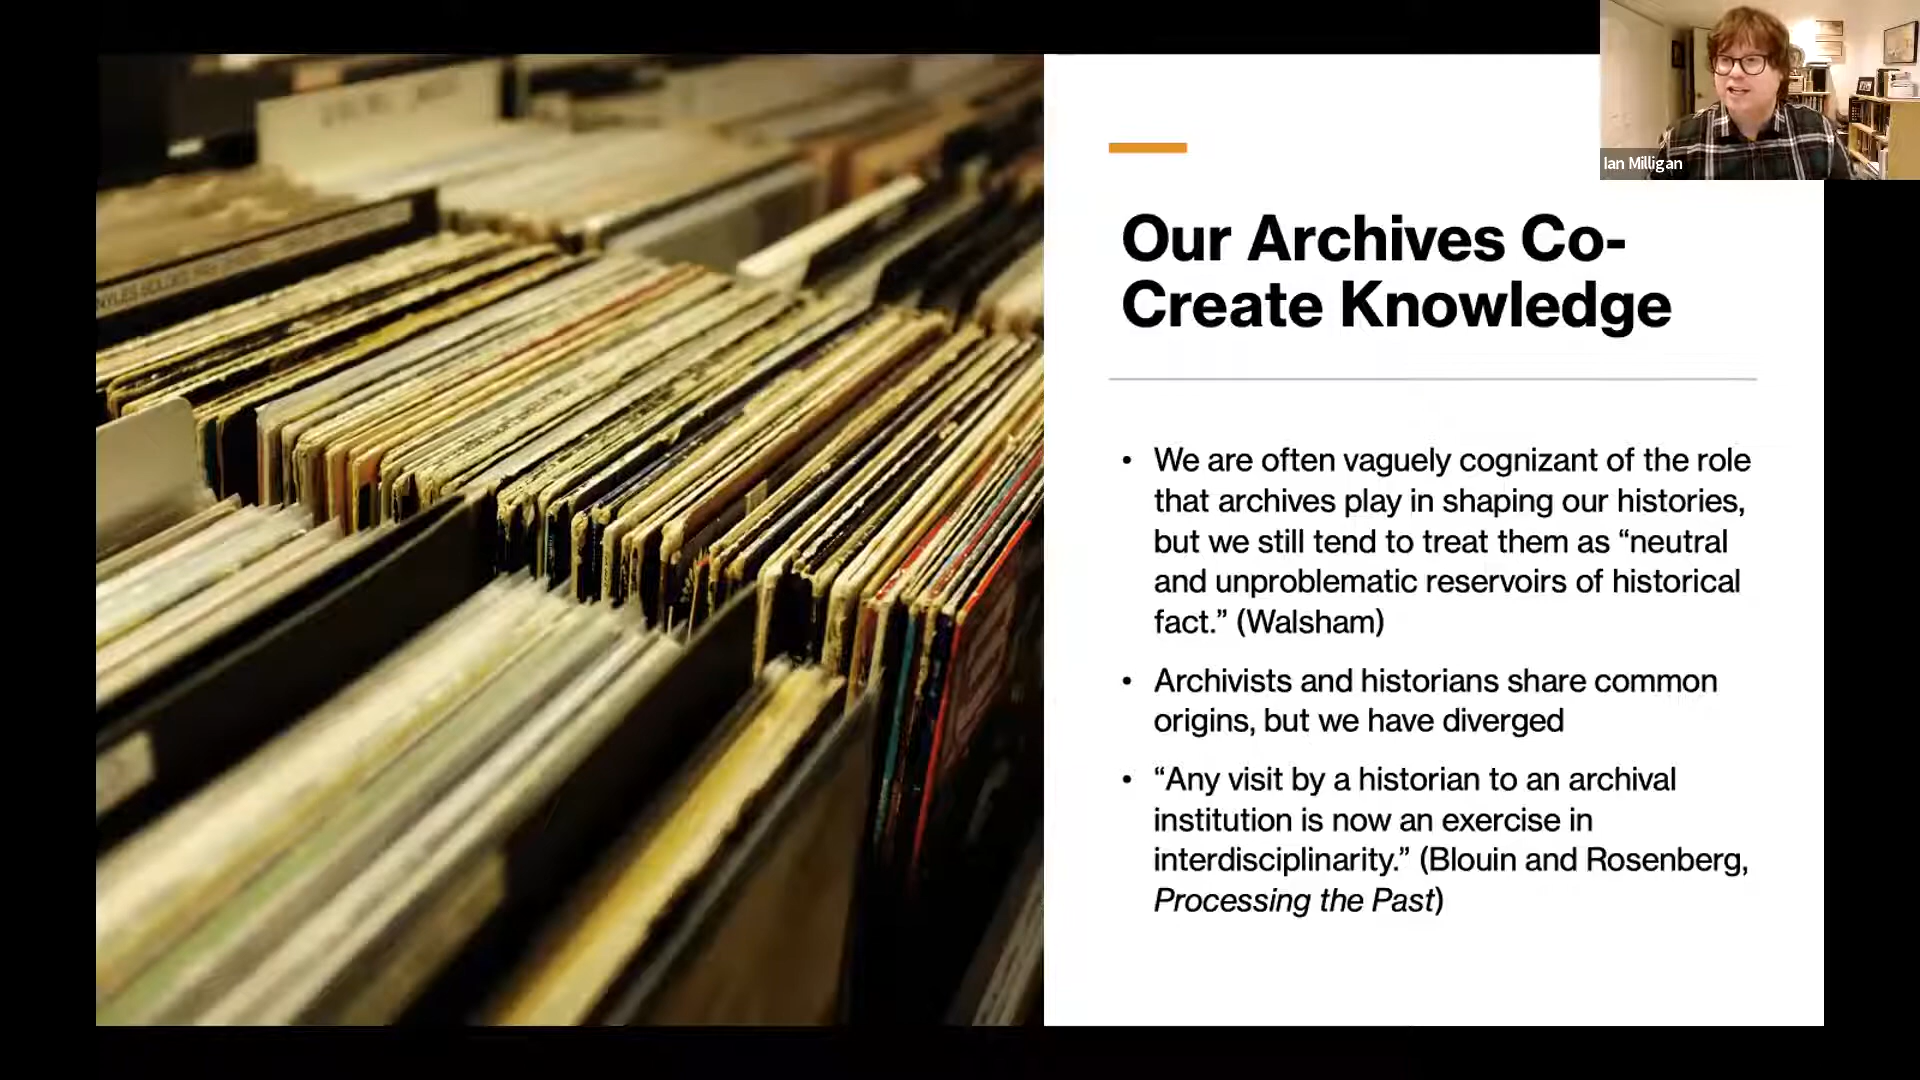 Ian Milligan
Our Archives Co-
Create Knowledge
• We are often vaguely cognizant of the role
that archives play in shaping our histories,
but we still tend to treat them as “neutral
and unproblematic reservoirs of historical
fact.” (Walsham)
• Archivists and historians share common
origins, but we have diverged
• “Any visit by a historian to an archival
institution is now an exercise in
interdisciplinarity.” (Blouin and Rosenberg,
Processing the Past)